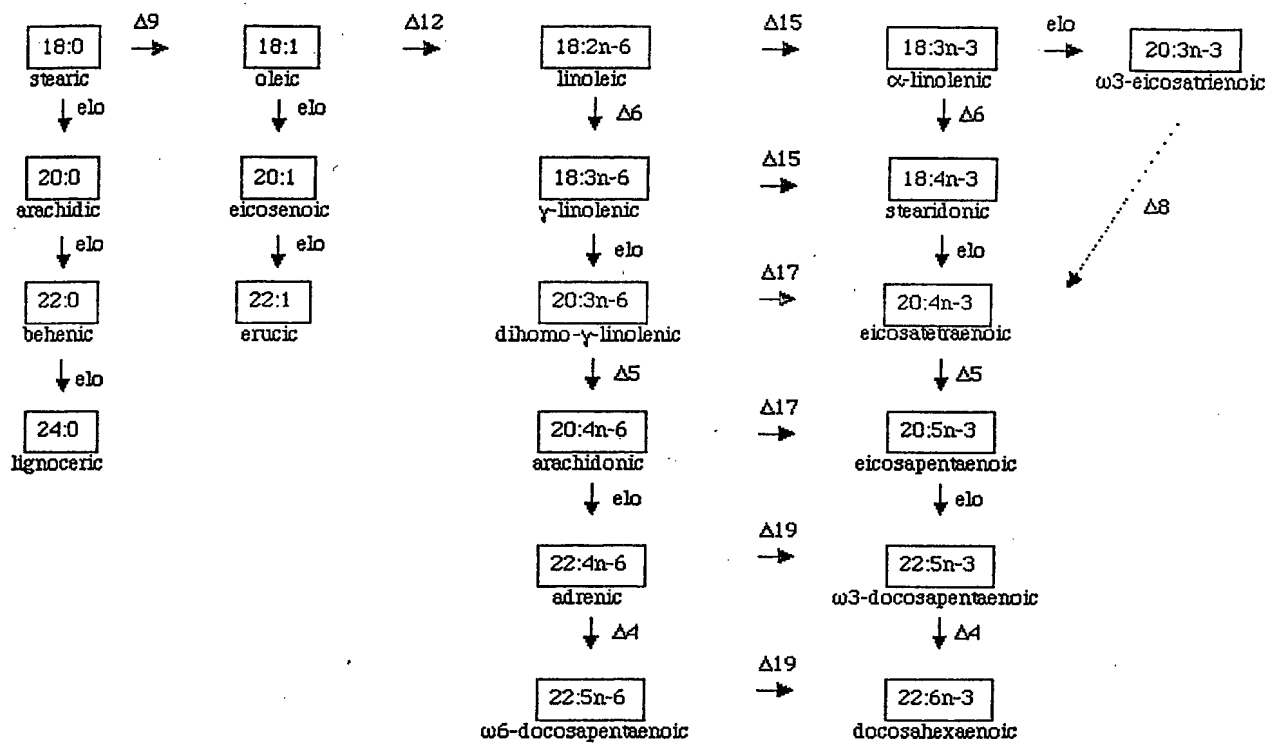 Δ9 Δ12 Δ15 elo
18:0 18:1 18:2n-6 18:3n-3 20:3n-3
stearic oleic linoleic α-linolenic ω3-eicosatrienoic
elo elo Δ6 Δ6
Δ15
20:0 20:1 18:3n-6 18:4n-3
arachidic eicosenoic γ-linolenic stearidonic
Δ8
elo elo elo elo
Δ17
22:0 22:1 20:3n-6 20:4n-3
behenic erucic dihomo-γ-linolenic eicosatetraenoic
elo Δ5 Δ5
Δ17
24:0 20:4n-6 20:5n-3
lignoceric arachidonic eicosapentaenoic
elo elo
Δ19
22:4n-6 22:5n-3
adrenic ω3-docosapentaenoic
Δ4 Δ4
Δ19
22:5n-6 22:6n-3
ω6-docosapentaenoic docosahexaenoic